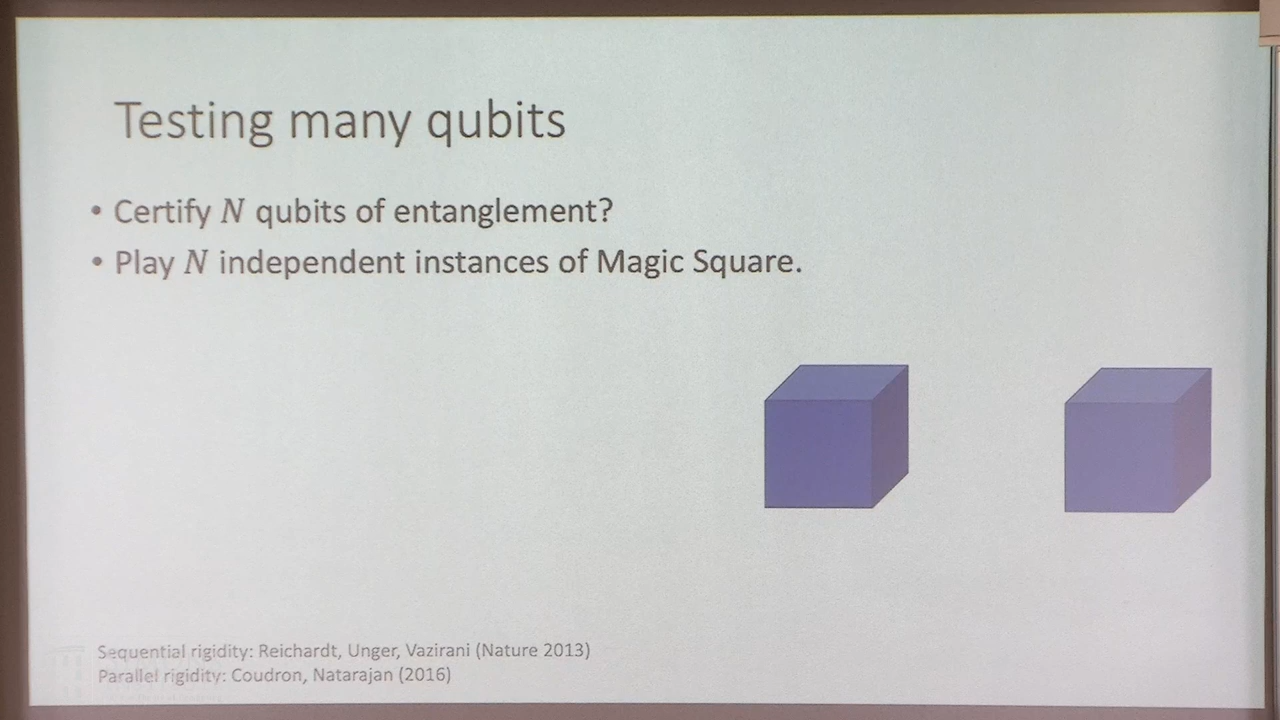 Testing many qubits
• Certify N qubits of entanglement?
• Play N independent instances of Magic Square.
Sequential rigidity: Reichardt, Unger, Vazirani (Nature 2013)
Parallel rigidity: Coudron, Natarajan (2016)